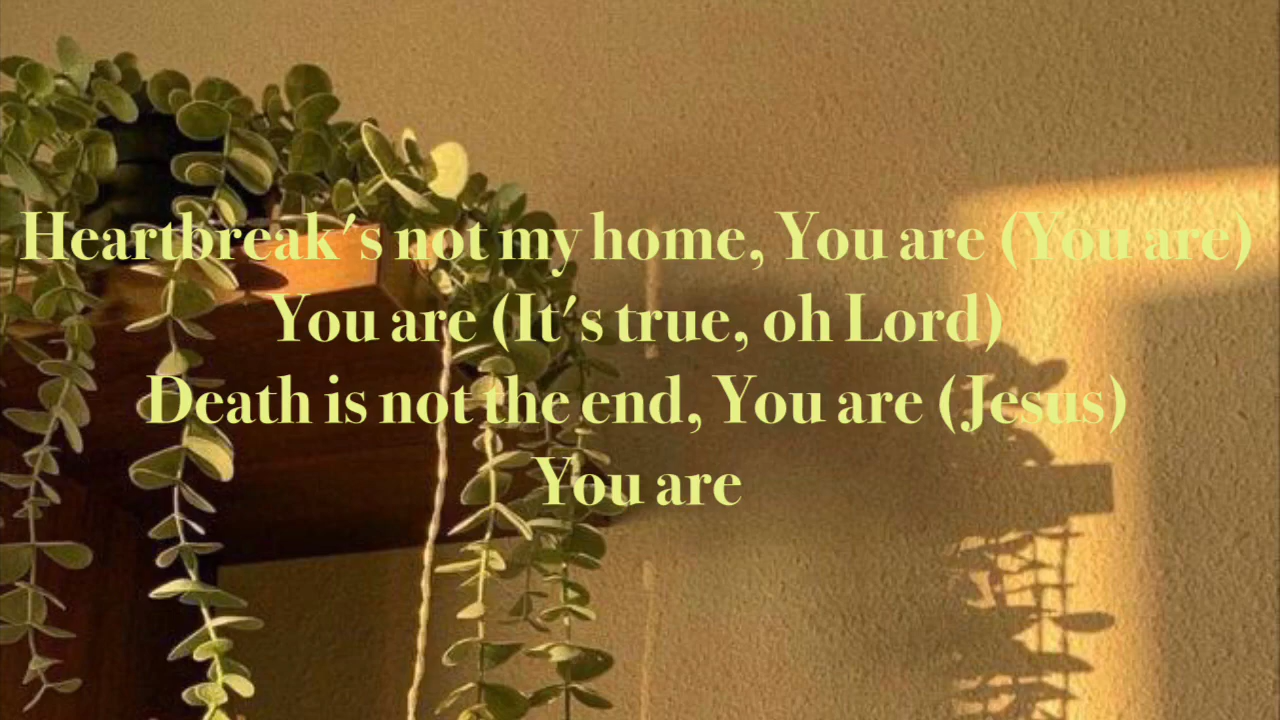 Heartbreak's not my home, You are (You are)
You are (It's true, oh Lord)
Death is not the end, You are (Jesus)
You are